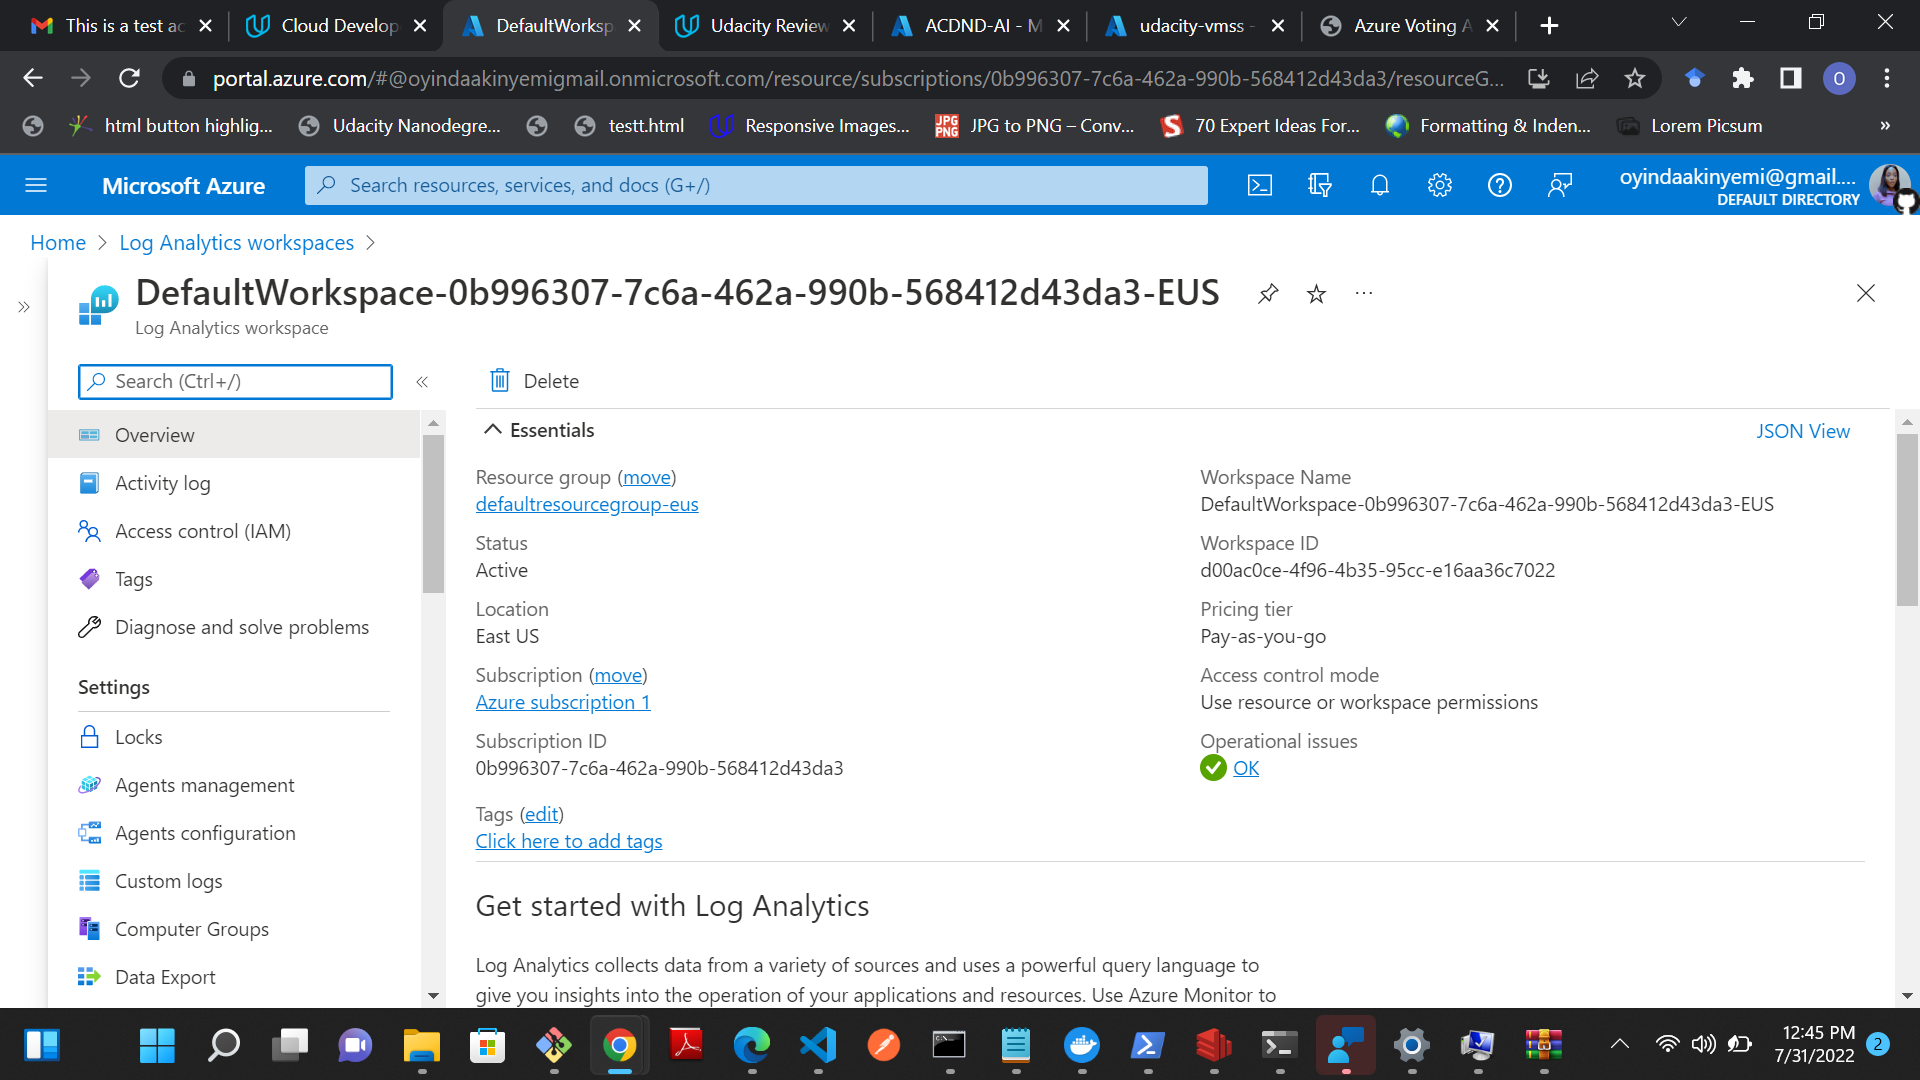 This is a test ac
Cloud Develop
DefaultWorksp
Udacity Review
ACDND-AI - M
udacity-vmss -
Azure Voting A
portal.azure.com/#@oyindaakinyemigmail.onmicrosoft.com/resource/subscriptions/0b996307-7c6a-462a-990b-568412d43da3/resourceG...
O
html button highlig...
Udacity Nanodegre...
testt.html
Responsive Images...
JPG PNG
JPG to PNG – Conv...
70 Expert Ideas For...
Formatting & Inden...
Lorem Picsum
»
Microsoft Azure
Search resources, services, and docs (G+/)
oyindaakinyemi@gmail....
DEFAULT DIRECTORY
Home > Log Analytics workspaces >
DefaultWorkspace-0b996307-7c6a-462a-990b-568412d43da3-EUS
Log Analytics workspace
Search (Ctrl+/)
Delete
Overview
Activity log
Access control (IAM)
Tags
Diagnose and solve problems
Settings
Locks
Agents management
Agents configuration
Custom logs
Computer Groups
Data Export
Essentials
JSON View
Resource group (move)
defaultresourcegroup-eus
Status
Active
Location
East US
Subscription (move)
Azure subscription 1
Subscription ID
0b996307-7c6a-462a-990b-568412d43da3
Tags (edit)
Click here to add tags
Workspace Name
DefaultWorkspace-0b996307-7c6a-462a-990b-568412d43da3-EUS
Workspace ID
d00ac0ce-4f96-4b35-95cc-e16aa36c7022
Pricing tier
Pay-as-you-go
Access control mode
Use resource or workspace permissions
Operational issues
OK
Get started with Log Analytics
Log Analytics collects data from a variety of sources and uses a powerful query language to
give you insights into the operation of your applications and resources. Use Azure Monitor to
12:45 PM
7/31/2022
2